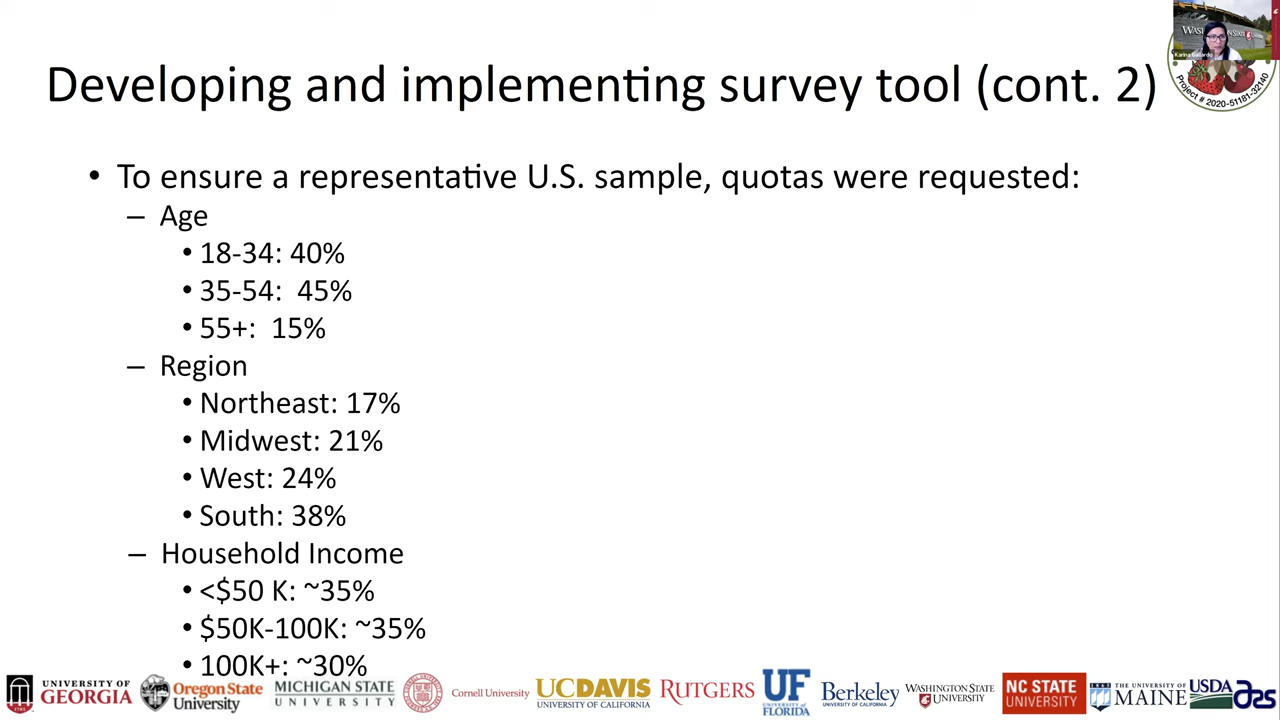 Developing and implementing survey tool (cont. 2)
Karina Gallardo
Project # 2020-51181-32140
• To ensure a representative U.S. sample, quotas were requested:
– Age
• 18-34: 40%
• 35-54: 45%
• 55+: 15%
– Region
• Northeast: 17%
• Midwest: 21%
• West: 24%
• South: 38%
– Household Income
• <$50 K: ~35%
• $50K-100K: ~35%
• 100K+: ~30%
UNIVERSITY OF
GEORGIA
Oregon State
University
MICHIGAN STATE
UNIVERSITY
Cornell University
UCDAVIS
UNIVERSITY OF CALIFORNIA
RUTGERS
UF
UNIVERSITY of
FLORIDA
Berkeley
UNIVERSITY OF CALIFORNIA
WASHINGTON STATE
UNIVERSITY
NC STATE
UNIVERSITY
THE UNIVERSITY OF
MAINE
USDA